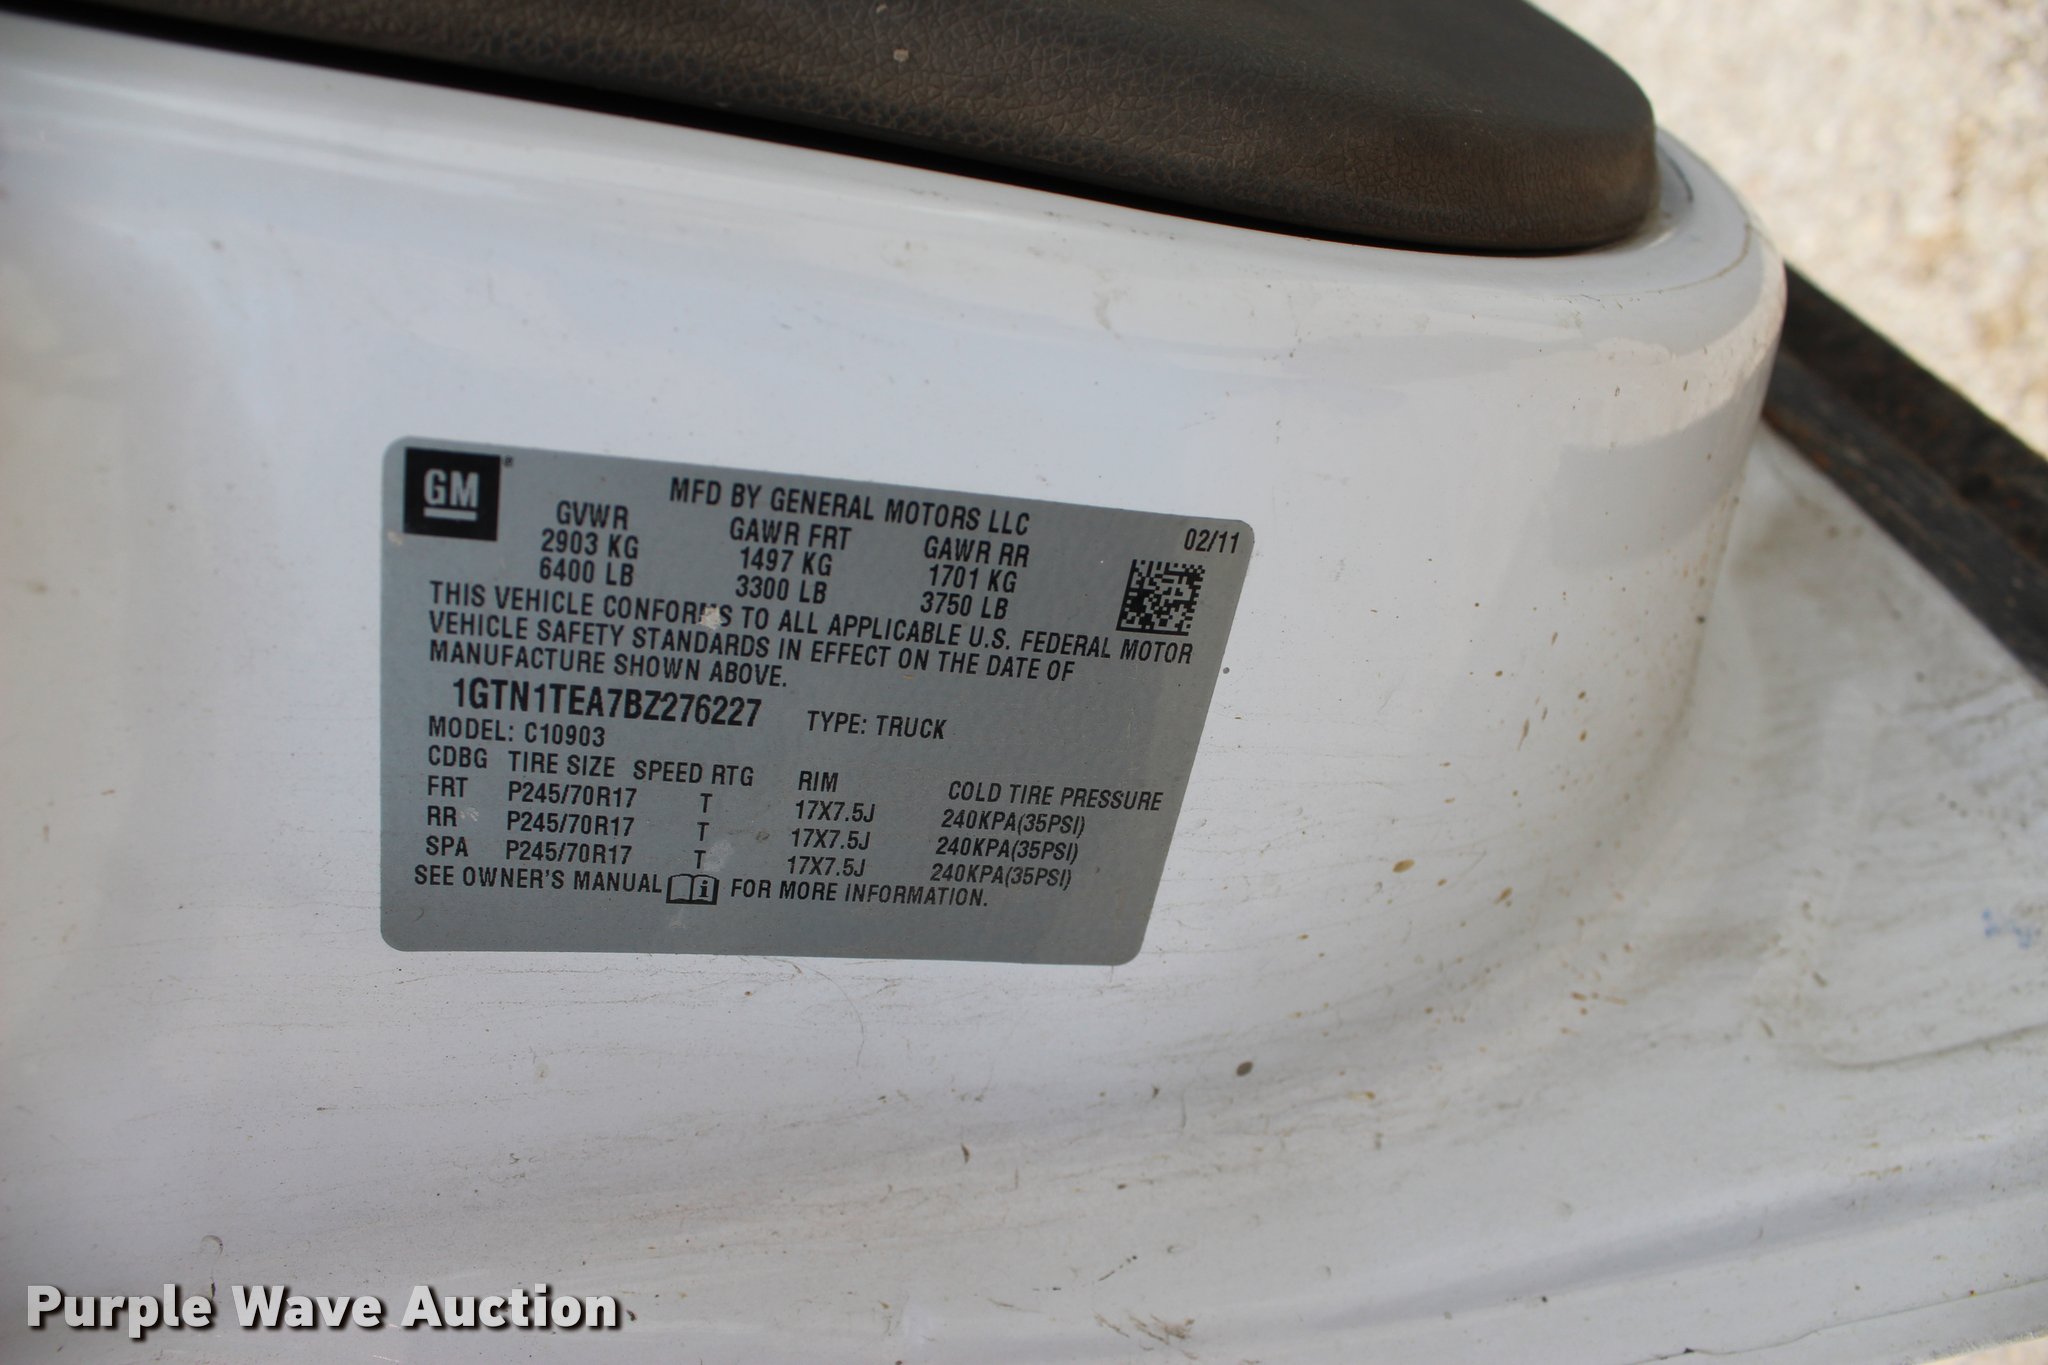 GM
MFD BY GENERAL MOTORS LLC
02/11
GVWR GAWR FRT GAWR RR
2903 KG 1497 KG 1701 KG
6400 LB 3300 LB 3750 LB
THIS VEHICLE CONFORMS TO ALL APPLICABLE U.S. FEDERAL MOTOR
VEHICLE SAFETY STANDARDS IN EFFECT ON THE DATE OF
MANUFACTURE SHOWN ABOVE.
1GTN1TEA7BZ276227 TYPE: TRUCK
MODEL: C10903
CDBG TIRE SIZE SPEED RTG RIM COLD TIRE PRESSURE
FRT P245/70R17 T 17X7.5J 240KPA(35PSI)
RR P245/70R17 T 17X7.5J 240KPA(35PSI)
SPA P245/70R17 T 17X7.5J 240KPA(35PSI)
SEE OWNER'S MANUAL FOR MORE INFORMATION.
Purple Wave Auction